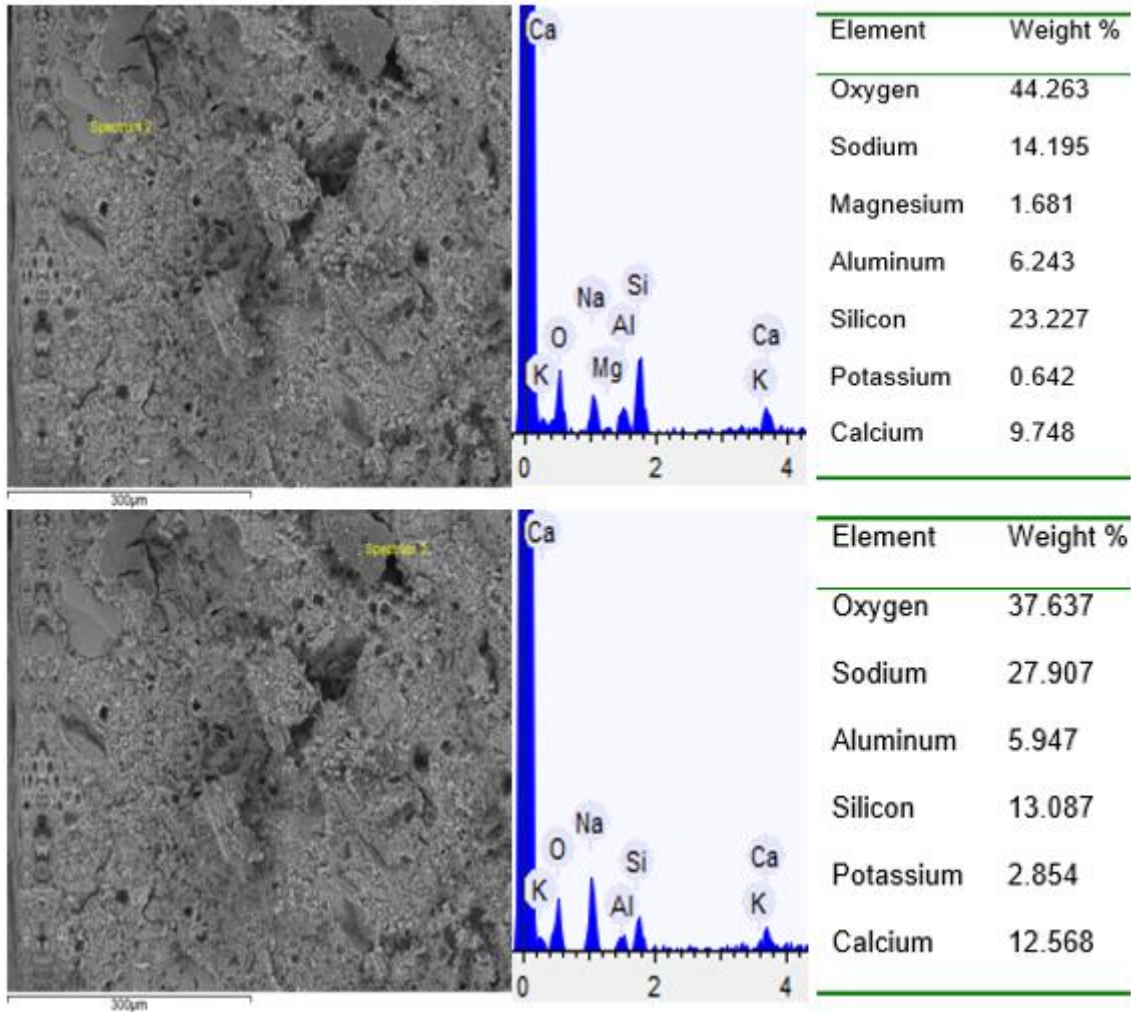 Spectrum 2
300µm
Ca
Na
Si
O
Al
Mg
K
Ca
K
0 2 4
Element Weight %
Oxygen 44.263
Sodium 14.195
Magnesium 1.681
Aluminum 6.243
Silicon 23.227
Potassium 0.642
Calcium 9.748
Spectrum
300µm
Ca
Na
O
Si
K
Al
Ca
K
0 2 4
Element Weight %
Oxygen 37.637
Sodium 27.907
Aluminum 5.947
Silicon 13.087
Potassium 2.854
Calcium 12.568